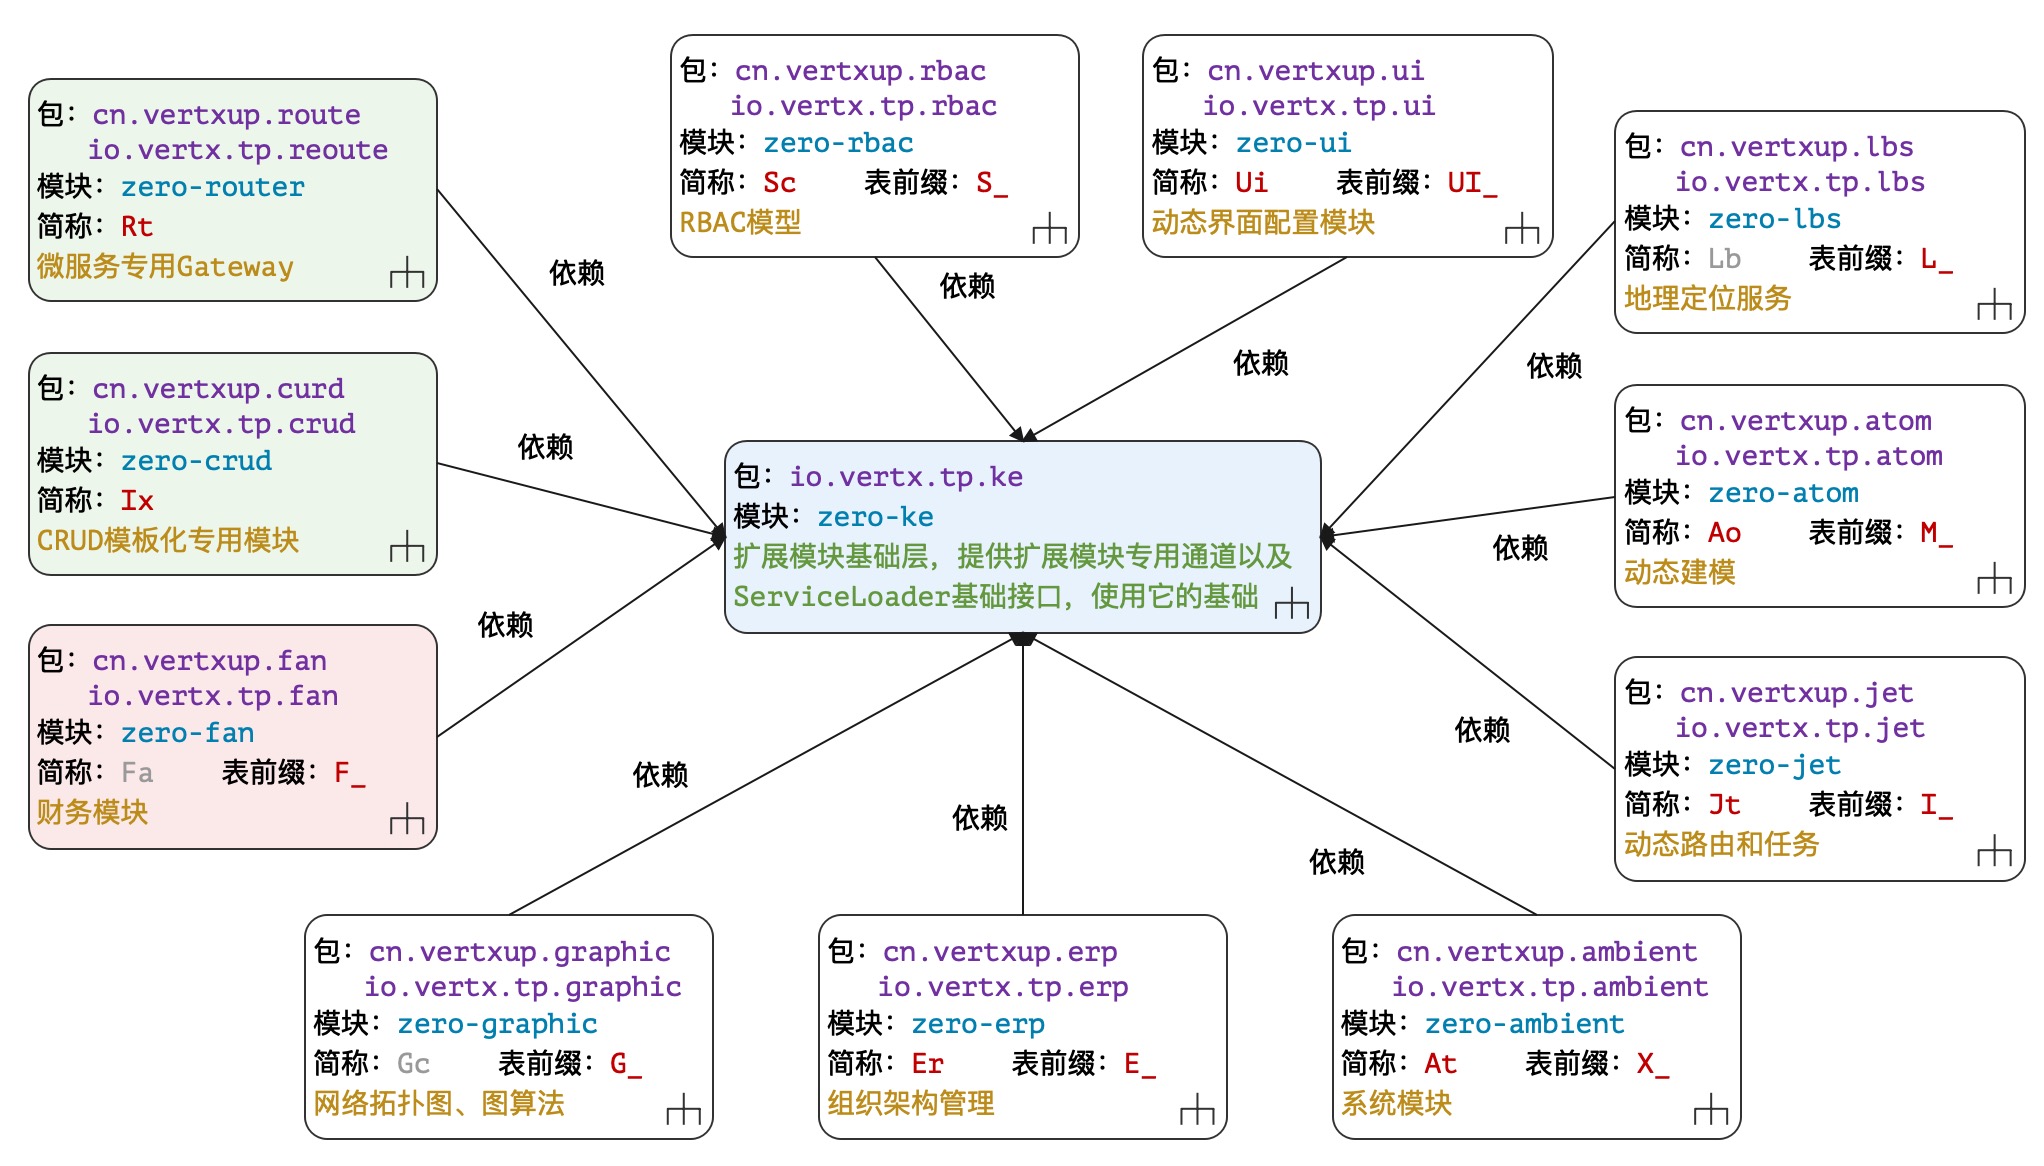 包：cn.vertxup.route
io.vertx.tp.reoute
模块：zero-router
简称：Rt
微服务专用Gateway
包：cn.vertxup.rbac
io.vertx.tp.rbac
模块：zero-rbac
简称：Sc 表前缀：S_
RBAC模型
包：cn.vertxup.ui
io.vertx.tp.ui
模块：zero-ui
简称：Ui 表前缀：UI_
动态界面配置模块
包：cn.vertxup.lbs
io.vertx.tp.lbs
模块：zero-lbs
简称：Lb 表前缀：L_
地理定位服务
依赖
依赖
依赖
依赖
包：cn.vertxup.curd
io.vertx.tp.crud
模块：zero-crud
简称：Ix
CRUD模板化专用模块
依赖
包：io.vertx.tp.ke
模块：zero-ke
扩展模块基础层，提供扩展模块专用通道以及
ServiceLoader基础接口，使用它的基础
包：cn.vertxup.atom
io.vertx.tp.atom
模块：zero-atom
简称：Ao 表前缀：M_
动态建模
依赖
包：cn.vertxup.fan
io.vertx.tp.fan
模块：zero-fan
简称：Fa 表前缀：F_
财务模块
依赖
依赖
包：cn.vertxup.jet
io.vertx.tp.jet
模块：zero-jet
简称：Jt 表前缀：I_
动态路由和任务
依赖
依赖
依赖
包：cn.vertxup.graphic
io.vertx.tp.graphic
模块：zero-graphic
简称：Gc 表前缀：G_
网络拓扑图、图算法
包：cn.vertxup.erp
io.vertx.tp.erp
模块：zero-erp
简称：Er 表前缀：E_
组织架构管理
包：cn.vertxup.ambient
io.vertx.tp.ambient
模块：zero-ambient
简称：At 表前缀：X_
系统模块